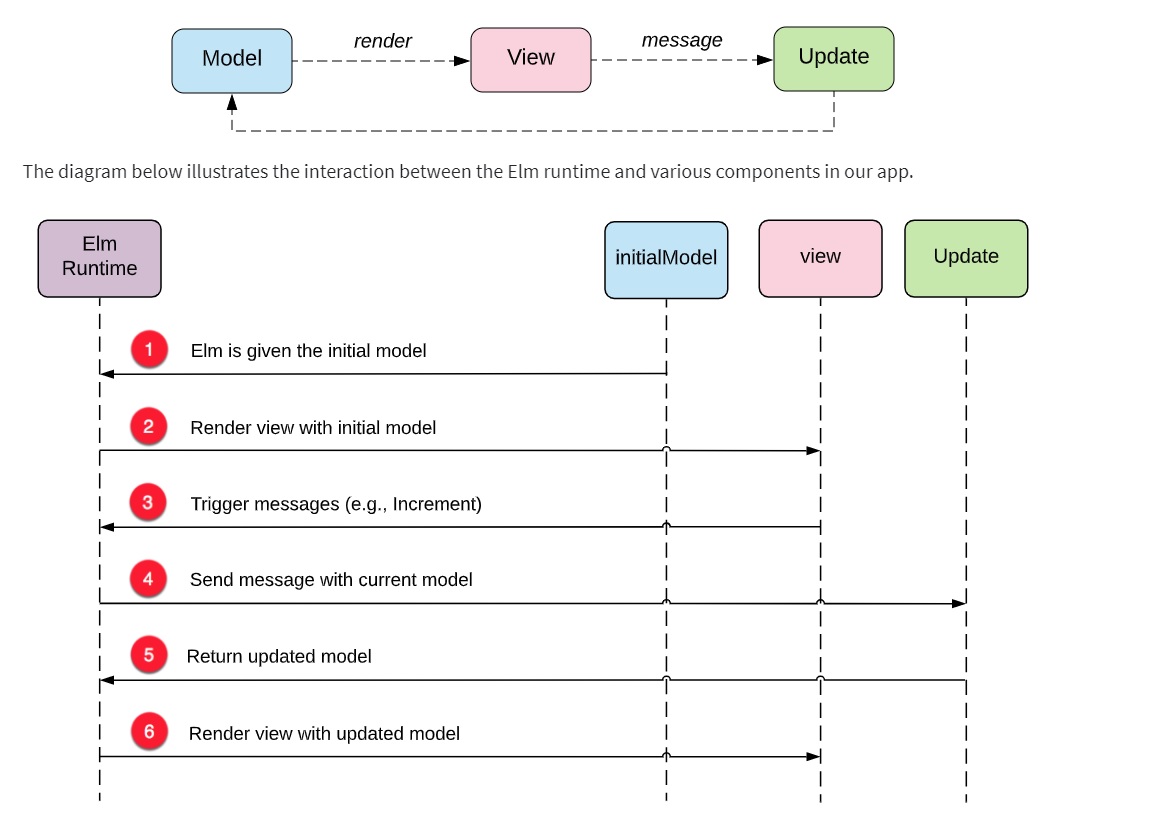 render
message
Model
View
Update
The diagram below illustrates the interaction between the Elm runtime and various components in our app.
Elm
Runtime
initialModel
view
Update
1 Elm is given the initial model
2 Render view with initial model
3 Trigger messages (e.g., Increment)
4 Send message with current model
5 Return updated model
6 Render view with updated model